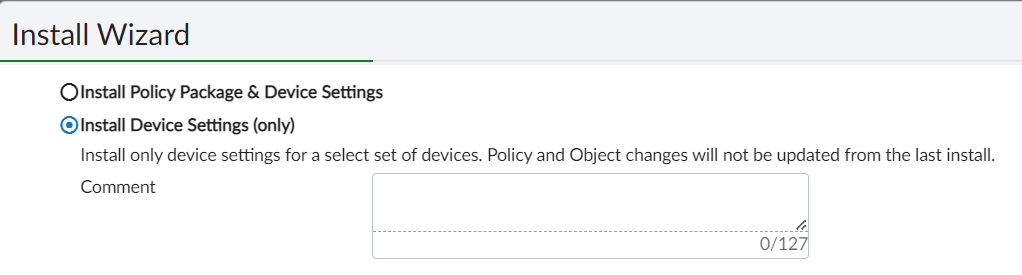 Install Wizard
Install Policy Package & Device Settings
Install Device Settings (only)
Install only device settings for a select set of devices. Policy and Object changes will not be updated from the last install.
Comment
0/127